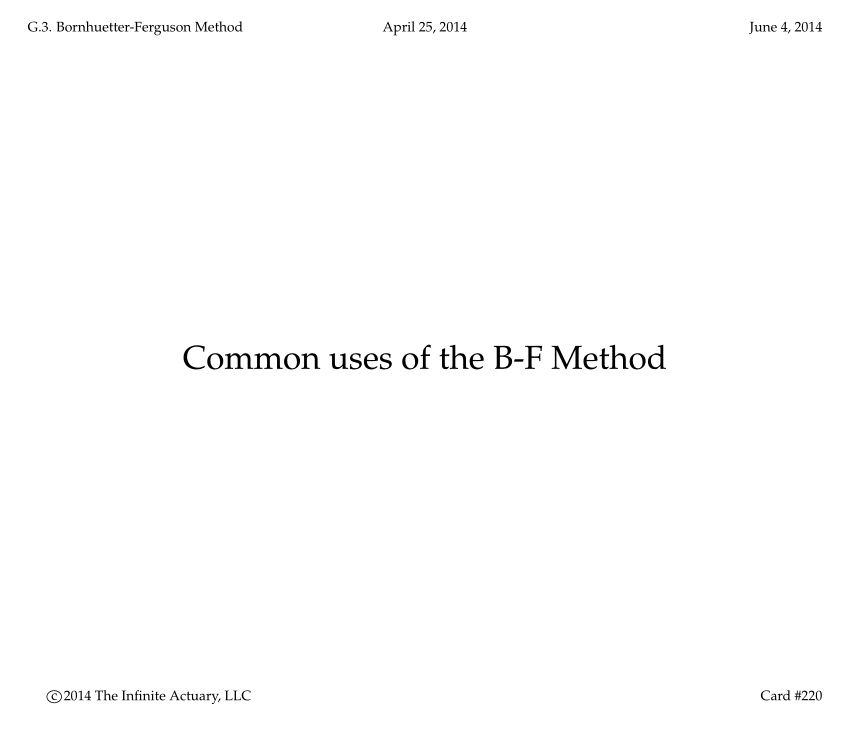 G.3. Bornhuetter-Ferguson Method April 25, 2014 June 4, 2014
Common uses of the B-F Method
©2014 The Infinite Actuary, LLC Card #220